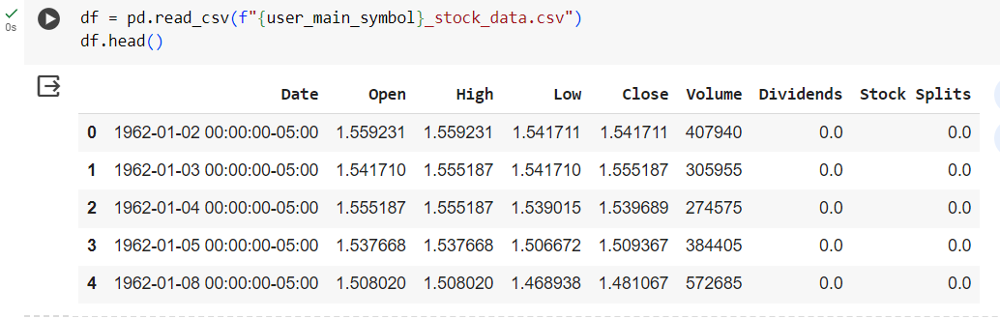 df = pd.read_csv(f"{user_main_symbol}_stock_data.csv")
0s
df.head()
Date Open High Low Close Volume Dividends Stock Splits
0 1962-01-02 00:00:00-05:00 1.559231 1.559231 1.541711 1.541711 407940 0.0 0.0
1 1962-01-03 00:00:00-05:00 1.541710 1.555187 1.541710 1.555187 305955 0.0 0.0
2 1962-01-04 00:00:00-05:00 1.555187 1.555187 1.539015 1.539689 274575 0.0 0.0
3 1962-01-05 00:00:00-05:00 1.537668 1.537668 1.506672 1.509367 384405 0.0 0.0
4 1962-01-08 00:00:00-05:00 1.508020 1.508020 1.468938 1.481067 572685 0.0 0.0